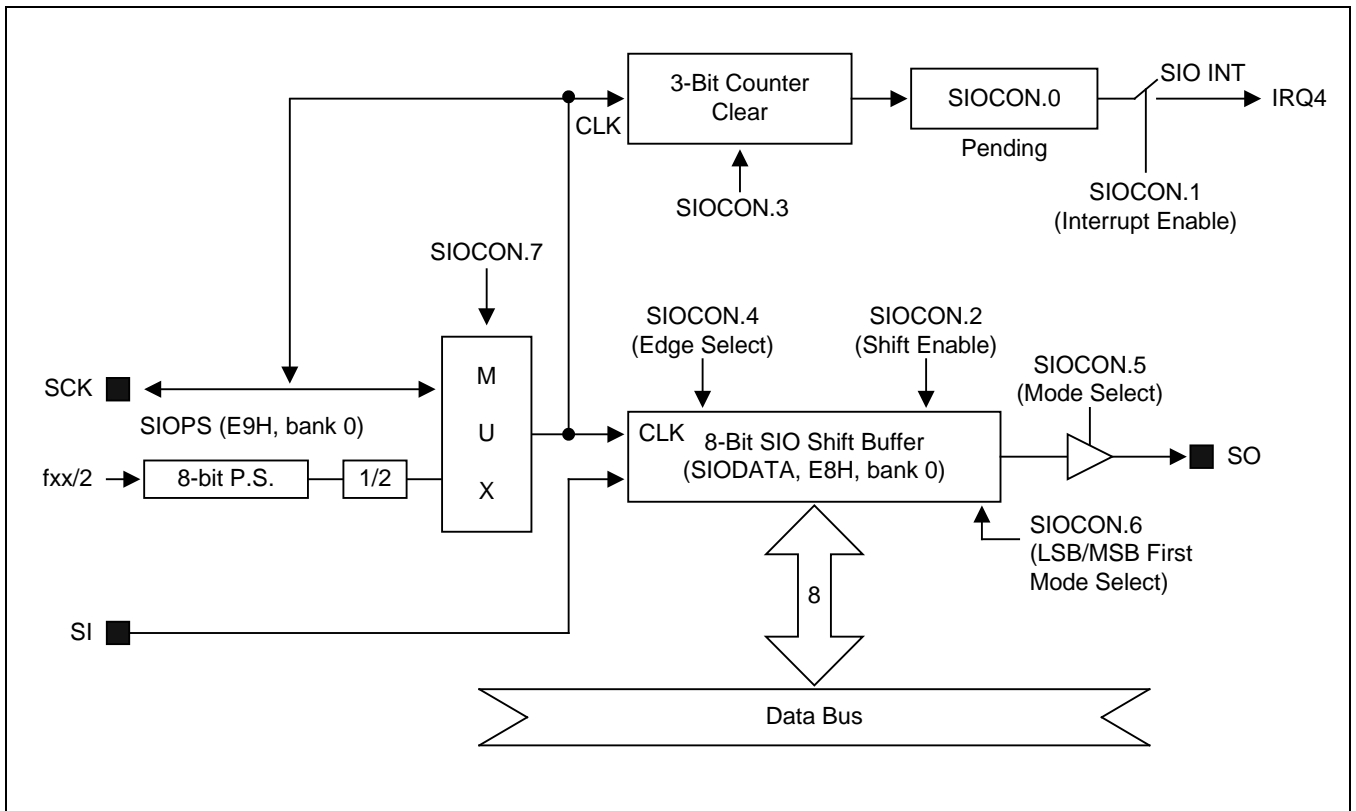 3-Bit Counter
Clear
CLK
SIOCON.0
Pending
SIO INT
IRQ4
SIOCON.3
SIOCON.1
(Interrupt Enable)
SIOCON.7
SIOCON.4
(Edge Select)
SIOCON.2
(Shift Enable)
SIOCON.5
(Mode Select)
SCK
SIOPS (E9H, bank 0)
fxx/2
8-bit P.S.
1/2
M
U
X
CLK
8-Bit SIO Shift Buffer
(SIODATA, E8H, bank 0)
SO
SIOCON.6
(LSB/MSB First
Mode Select)
8
SI
Data Bus